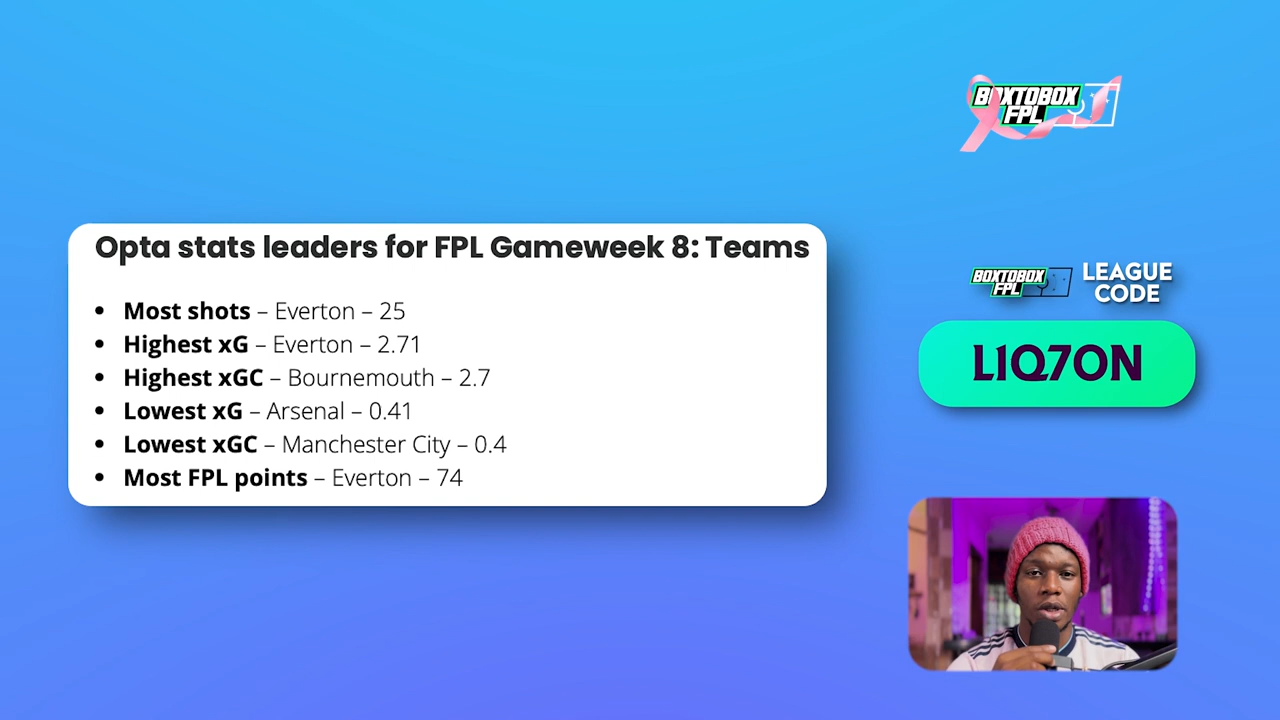 BOXTOBOX
FPL
Opta stats leaders for FPL Gameweek 8: Teams
• Most shots – Everton – 25
• Highest xG – Everton – 2.71
• Highest xGC – Bournemouth – 2.7
• Lowest xG – Arsenal – 0.41
• Lowest xGC – Manchester City – 0.4
• Most FPL points – Everton – 74
BOXTOBOX
FPL
LEAGUE
CODE
L1Q7ON